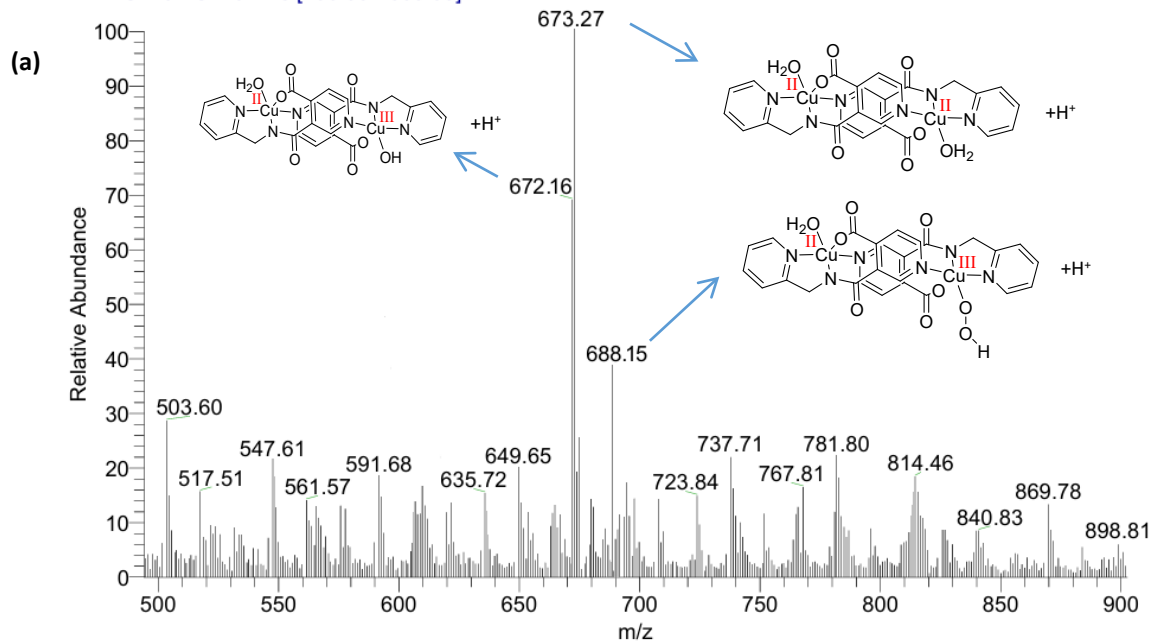 (a)
673.27
672.16
688.15
503.60
517.51
547.61
561.57
591.68
635.72
649.65
723.84
737.71
767.81
781.80
814.46
840.83
869.78
898.81
Relative Abundance
100
90
80
70
60
50
40
30
20
10
0
500
550
600
650
700
750
800
850
900
m/z
H₂O
II
O
O
O
Cu
N
N
N
N
N
N
III
Cu
O
O
O
OH
+H⁺
H₂O
II
O
O
O
Cu
N
N
N
N
N
N
II
Cu
O
O
O
OH₂
+H⁺
H₂O
II
O
O
O
Cu
N
N
N
N
N
N
III
Cu
O
O
O
O
O
H
+H⁺